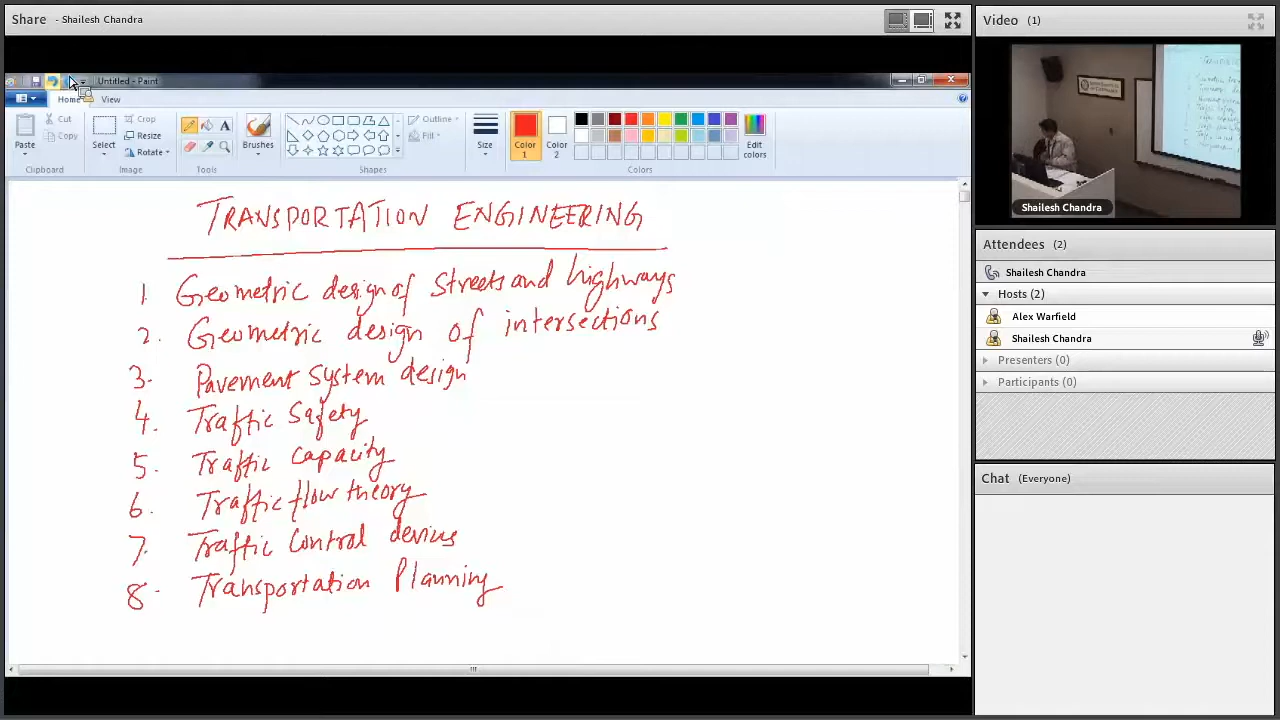 Share - Shailesh Chandra
Untitled - Paint
Home View
Paste
Cut
Copy
Clipboard
Select
Crop
Resize
Rotate
Image
Tools
Brushes
Shapes
Outline
Fill
Size
Color 1
Color 2
Edit colors
Colors
TRANSPORTATION ENGINEERING
1 Geometric design of streets and highways
2. Geometric design of intersections
3. Pavement system design
4. Traffic Safety
5. Traffic capacity
6. Traffic flow theory
7. Traffic Control devices
8. Transportation Planning
Video (1)
Shailesh Chandra
Attendees (2)
Shailesh Chandra
Hosts (2)
Alex Warfield
Shailesh Chandra
Presenters (0)
Participants (0)
Chat (Everyone)